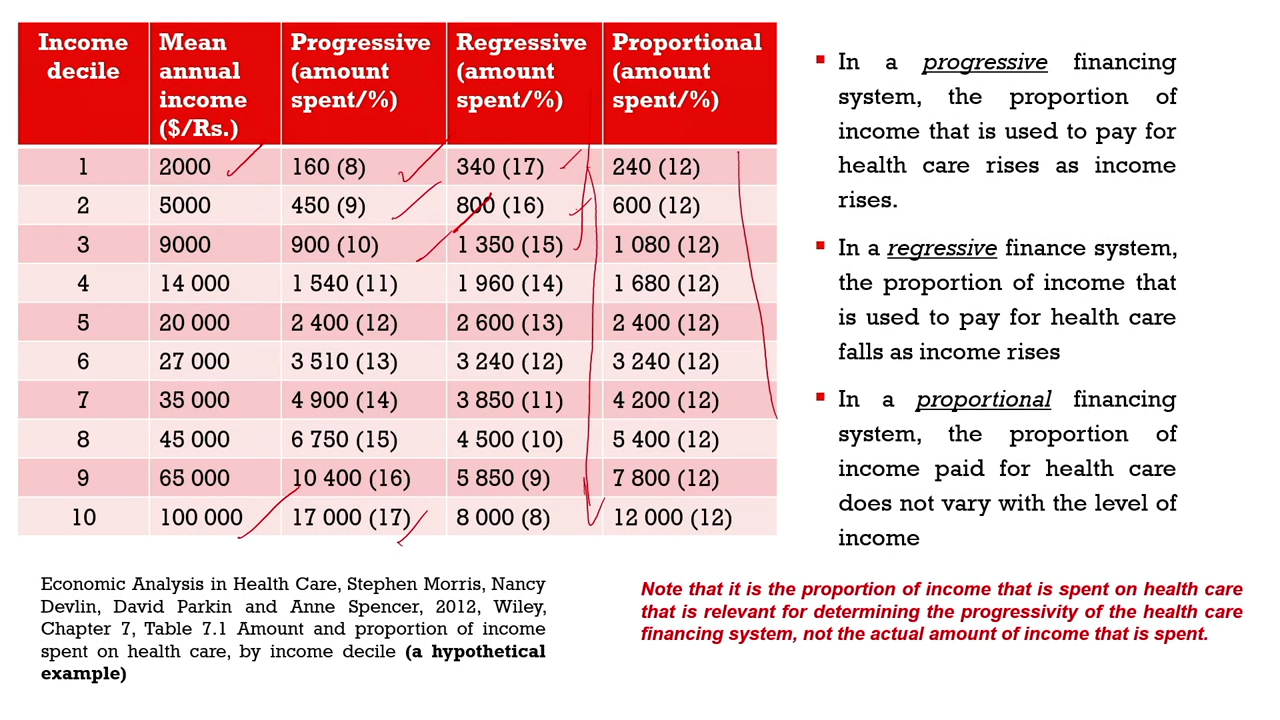 Income decile Mean annual income ($/Rs.) Progressive (amount spent/%) Regressive (amount spent/%) Proportional (amount spent/%)
1 2000 160 (8) 340 (17) 240 (12)
2 5000 450 (9) 800 (16) 600 (12)
3 9000 900 (10) 1 350 (15) 1 080 (12)
4 14 000 1 540 (11) 1 960 (14) 1 680 (12)
5 20 000 2 400 (12) 2 600 (13) 2 400 (12)
6 27 000 3 510 (13) 3 240 (12) 3 240 (12)
7 35 000 4 900 (14) 3 850 (11) 4 200 (12)
8 45 000 6 750 (15) 4 500 (10) 5 400 (12)
9 65 000 10 400 (16) 5 850 (9) 7 800 (12)
10 100 000 17 000 (17) 8 000 (8) 12 000 (12)
In a progressive financing
system, the proportion of
income that is used to pay for
health care rises as income
rises.
In a regressive finance system,
the proportion of income that
is used to pay for health care
falls as income rises
In a proportional financing
system, the proportion of
income paid for health care
does not vary with the level of
income
Economic Analysis in Health Care, Stephen Morris, Nancy
Devlin, David Parkin and Anne Spencer, 2012, Wiley,
Chapter 7, Table 7.1 Amount and proportion of income
spent on health care, by income decile (a hypothetical
example)
Note that it is the proportion of income that is spent on health care
that is relevant for determining the progressivity of the health care
financing system, not the actual amount of income that is spent.